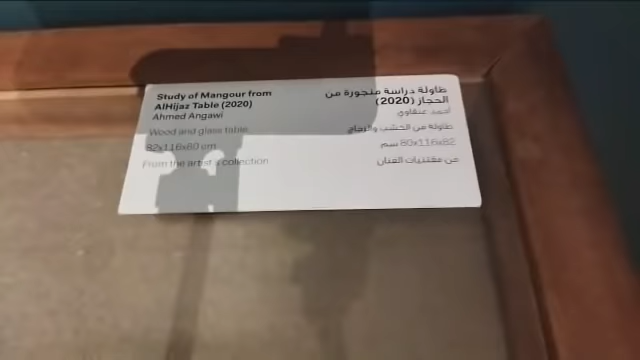 Study of Mangour from
AlHijaz Table (2020)
Ahmed Angawi
Wood and glass table
82x116x80 cm
From the artist's collection
طاولة دراسة منجورة من
الحجاز (2020)
أحمد عنقاوي
طاولة من الخشب والزجاج
80x116x82 سم
من مقتنيات الفنان